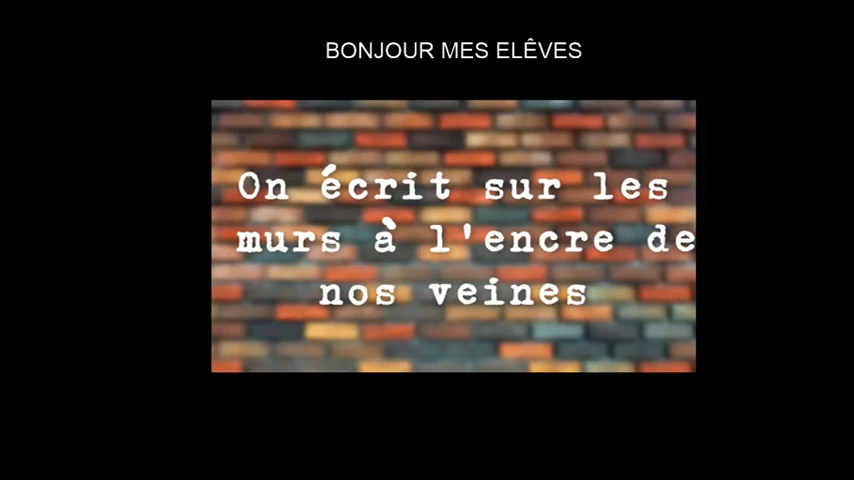 BONJOUR MES ELÊVES
On écrit sur les
murs à l'encre de
nos veines